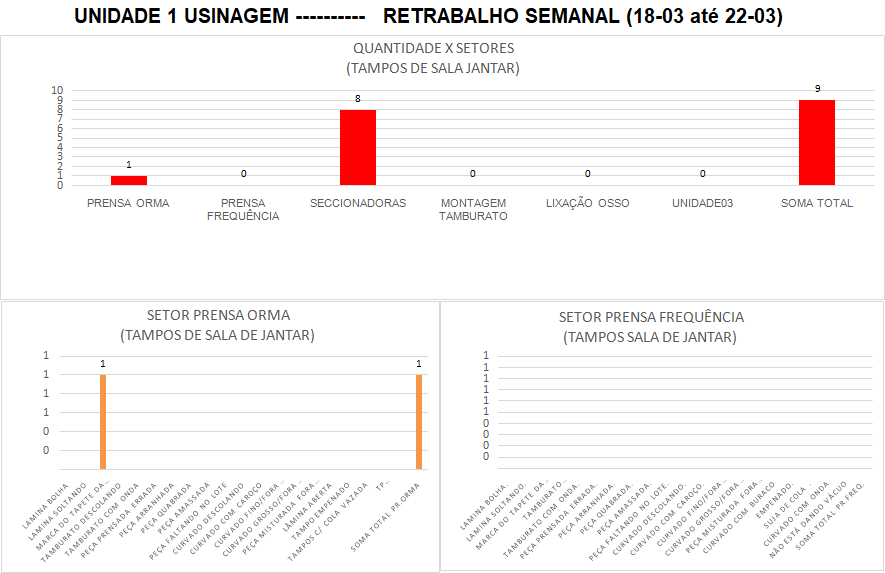 UNIDADE 1 USINAGEM ---------- RETRABALHO SEMANAL (18-03 até 22-03)
QUANTIDADE X SETORES
(TAMPOS DE SALA JANTAR)
10
9
8
7
6
5
4
3
2
1
0
1
0
8
0
0
0
9
PRENSA ORMA
PRENSA FREQUÊNCIA
SECCIONADORAS
MONTAGEM TAMBURATO
LIXAÇÃO OSSO
UNIDADE03
SOMA TOTAL
SETOR PRENSA ORMA
(TAMPOS DE SALA DE JANTAR)
1
1
1
1
0
0
1
1
LAMINA BOLHA
LAMINA SOLTANDO
MARCA DO TAPETE DA...
TAMBURATO DESCOLANDO
TAMBURATO COM ONDA
PEÇA PRENSADA ERRADA
PEÇA ARRANHADA
PEÇA QUEBRADA
PEÇA AMASSADA
PEÇA FALTANDO NO LOTE
CURVADO DESCOLANDO
CURVADO COM CAROÇO
CURVADO FINO/FORA...
CURVADO GROSSO/FORA...
PEÇA MISTURADA FORA...
LÂMINA ABERTA
TAMPO EMPENADO
TAMPOS C/ COLA VAZADA
TP...
SOMA TOTAL PR.ORMA
SETOR PRENSA FREQUÊNCIA
(TAMPOS SALA DE JANTAR)
1
1
1
1
1
1
0
0
0
0
LAMINA BOLHA.
LAMINA SOLTANDO.
MARCA DO TAPETE DA...
TAMBURATO...
TAMBURATO COM ONDA.
PEÇA PRENSADA ERRADA.
PEÇA ARRANHADA.
PEÇA QUBRADA.
PEÇA AMASSADA.
PEÇA FALTANDO NO LOTE.
CURVADO DESCOLANDO.
CURVADO COM CAROÇO.
CURVADO FINO/FORA...
CURVADO GROSSO/FORA...
PEÇA MISTURADA FORA...
CURVADO COM BURACO
EMPENADO.
SUJA DE COLA .
CURVADO COM ONDA
NÃO ESTÁ DANDO VÁCUO
SOMA TOTAL PR.FREQ.